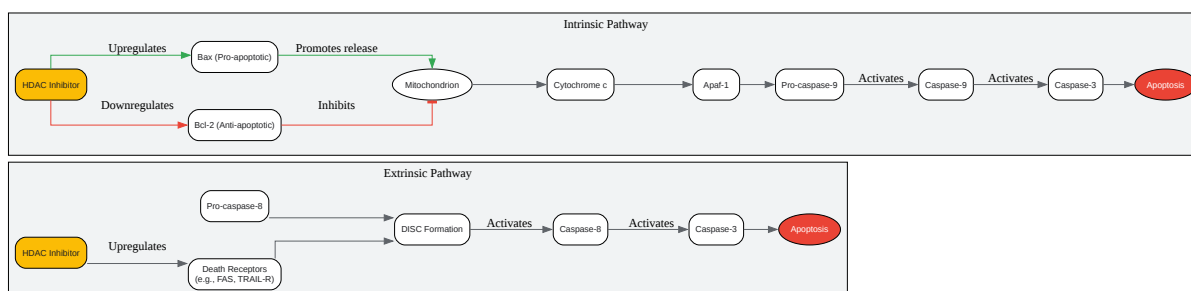 Intrinsic Pathway
Upregulates
Bax (Pro-apoptotic)
Promotes release
HDAC Inhibitor
Mitochondrion
Cytochrome c
Apaf-1
Pro-caspase-9
Activates
Caspase-9
Activates
Caspase-3
Apoptosis
Downregulates
Bcl-2 (Anti-apoptotic)
Inhibits
Extrinsic Pathway
Pro-caspase-8
HDAC Inhibitor
Upregulates
Death Receptors
(e.g., FAS, TRAIL-R)
DISC Formation
Activates
Caspase-8
Activates
Caspase-3
Apoptosis